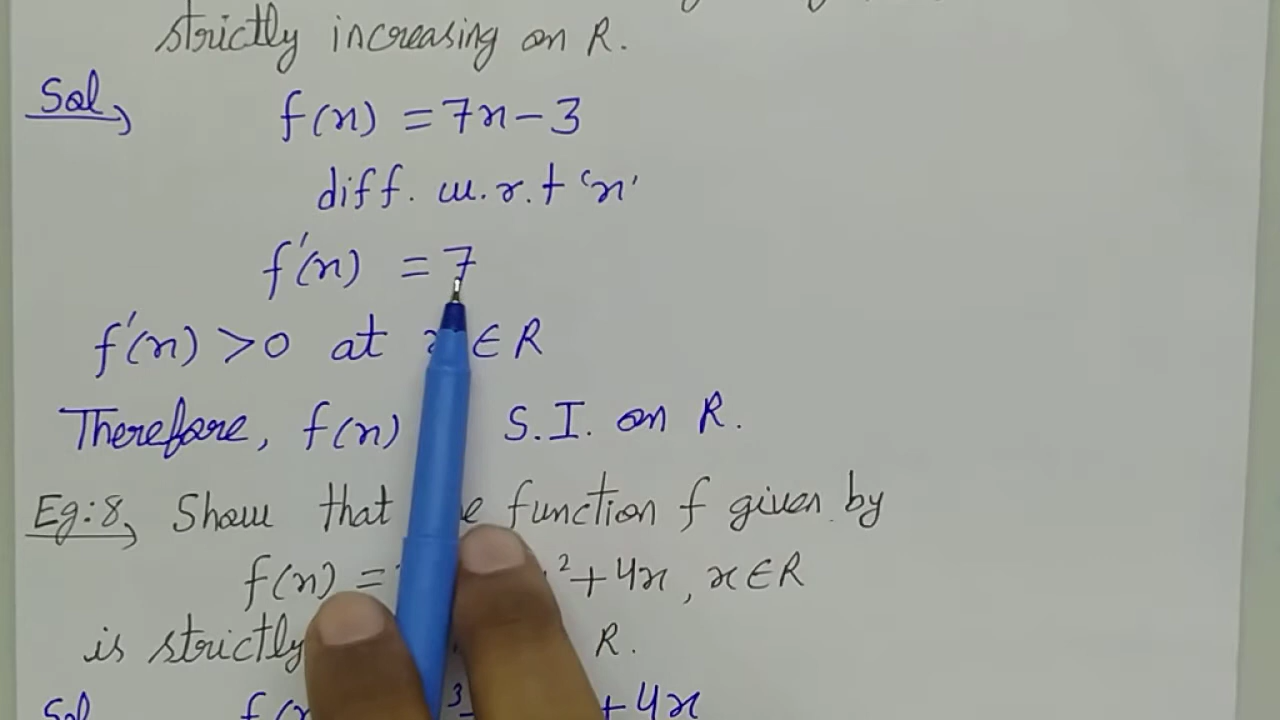 strictly increasing on R.
Sol, f(x) = 7x - 3
diff. w.r.t 'x'
f'(x) = 7
f'(x) > 0 at ∈ R
Therefore, f(x) S.I. on R.
Eg:8, Show that function f given by
f(x) = ² + 4x, x ∈ R
is strictly R.
Sol + 4x